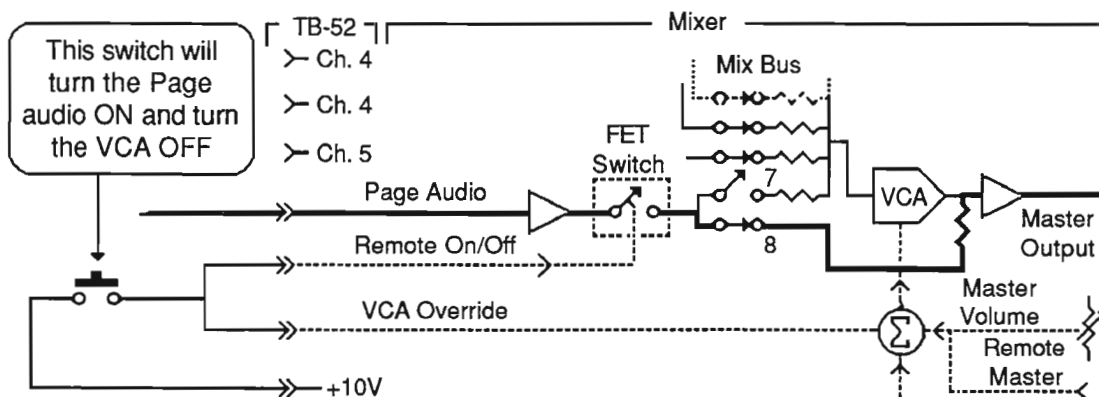 This switch will
turn the Page
audio ON and turn
the VCA OFF
TB-52
Ch. 4
Ch. 4
Ch. 5
Mixer
Mix Bus
FET
Switch
7
8
Page Audio
Remote On/Off
VCA Override
+10V
VCA
Master
Output
Σ
Master
Volume
Remote
Master